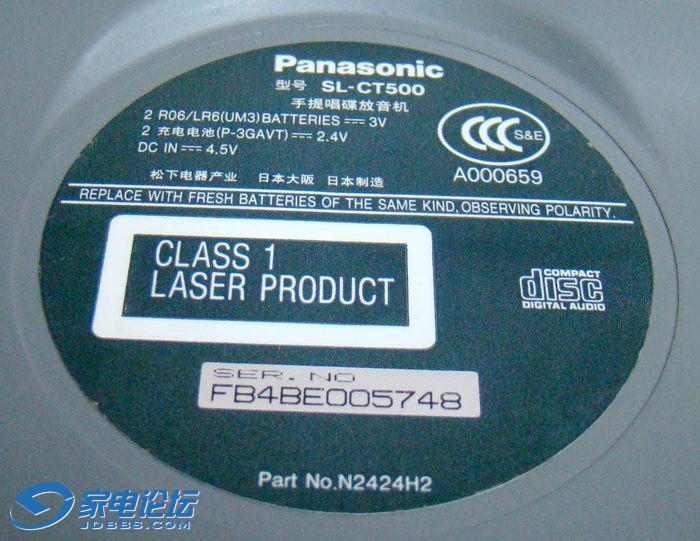 Panasonic
型号 SL-CT500
手提唱碟放音机
2 R06/LR6(UM3)BATTERIES ⎓ 3V
2 充电电池(P-3GAVT) ⎓ 2.4V
DC IN ⎓ 4.5V
CCC S&E
A000659
松下电器产业 日本大阪 日本制造
REPLACE WITH FRESH BATTERIES OF THE SAME KIND, OBSERVING POLARITY.
CLASS 1
LASER PRODUCT
COMPACT
disc
DIGITAL AUDIO
SER. NO
FB4BE005748
Part No.N2424H2
家电论坛
JDBBS.COM